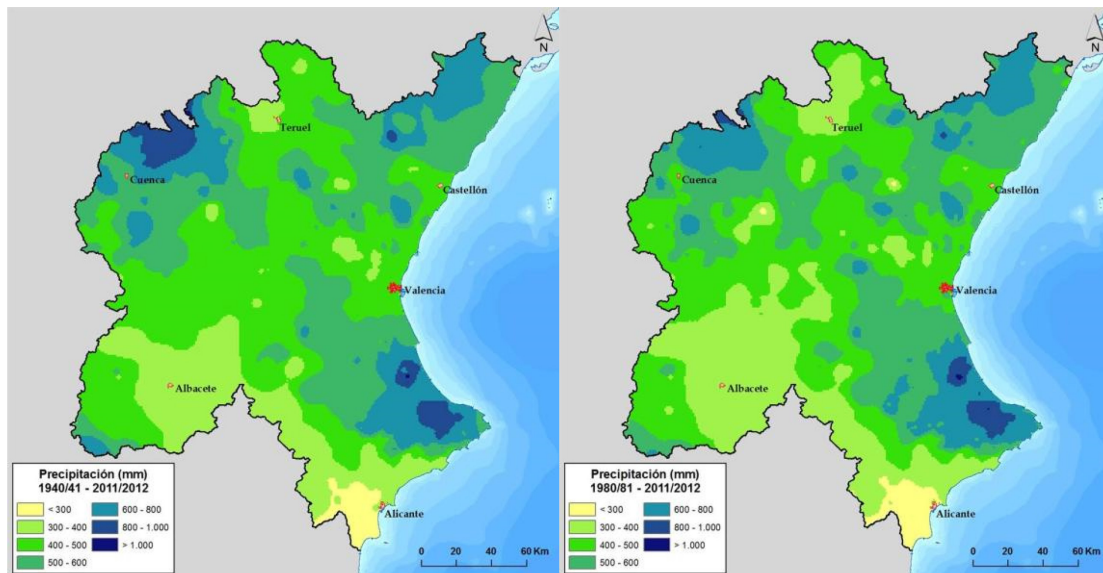 N
Teruel
Cuenca
Castellón
Valencia
Albacete
Alicante
Precipitación (mm)
1940/41 - 2011/2012
< 300
300 - 400
400 - 500
500 - 600
600 - 800
800 - 1.000
> 1.000
0 20 40 60 Km
N
Teruel
Cuenca
Castellón
Valencia
Albacete
Alicante
Precipitación (mm)
1980/81 - 2011/2012
< 300
300 - 400
400 - 500
500 - 600
600 - 800
800 - 1.000
> 1.000
0 20 40 60 Km